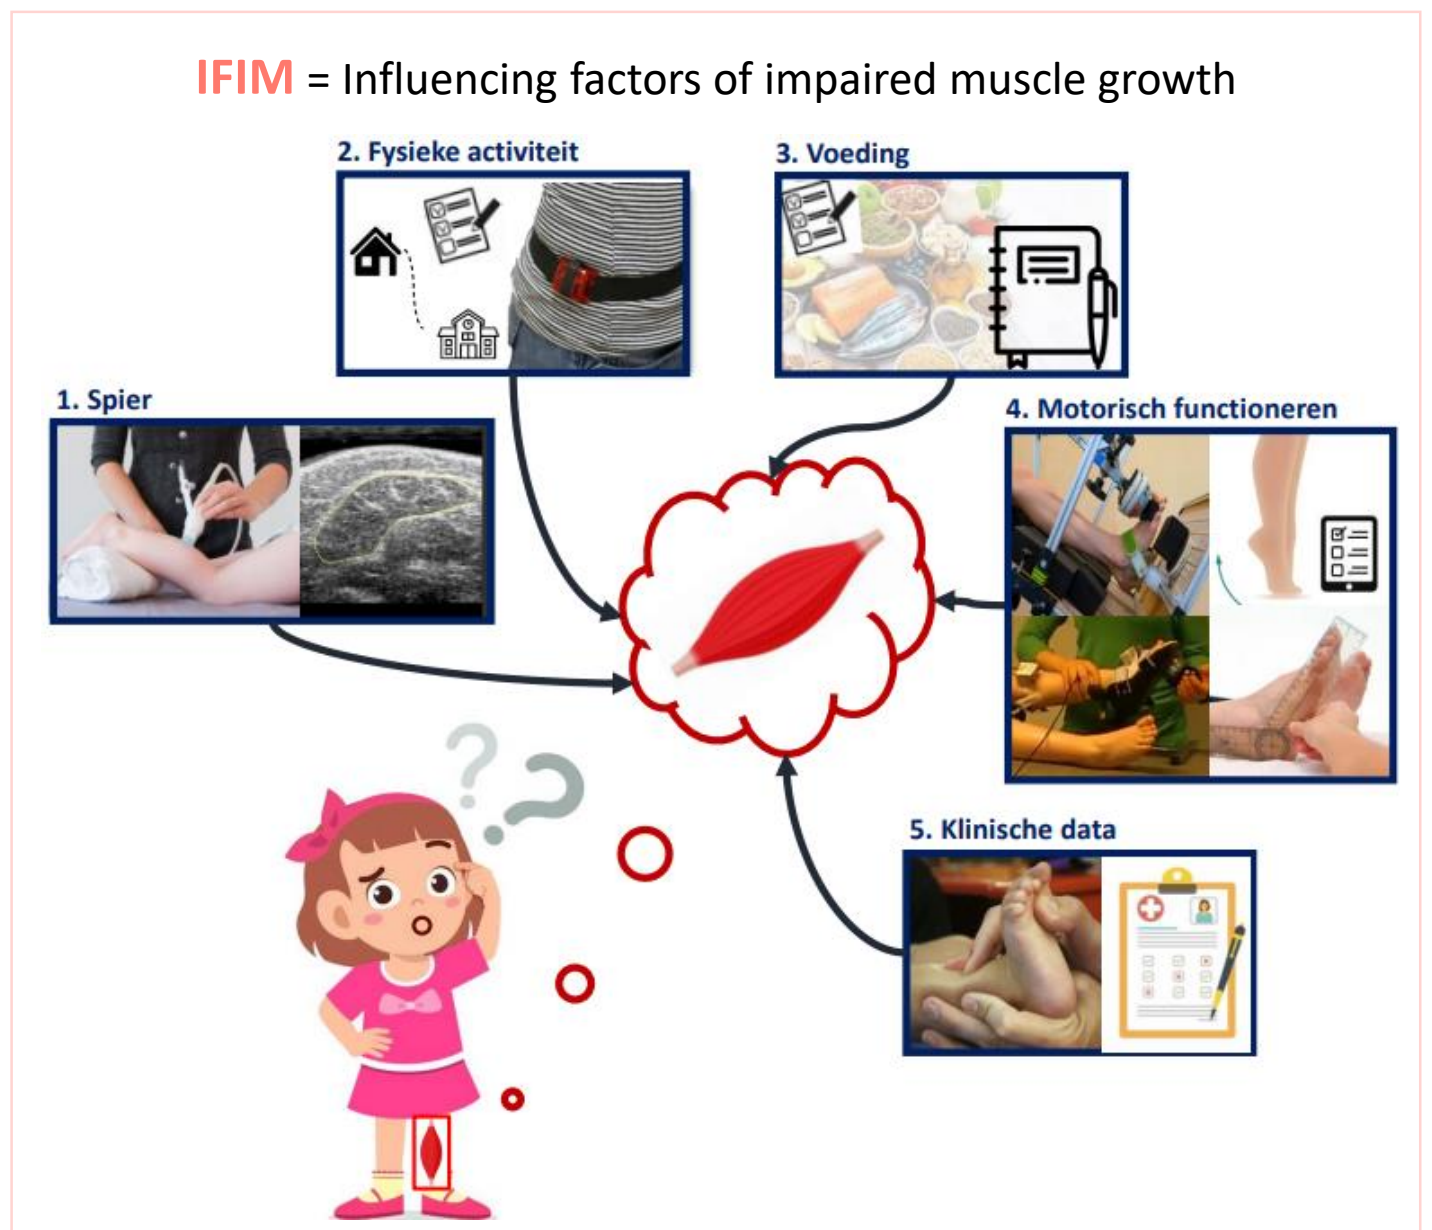 IFIM = Influencing factors of impaired muscle growth
2. Fysieke activiteit
3. Voeding
1. Spier
4. Motorisch functioneren
5. Klinische data